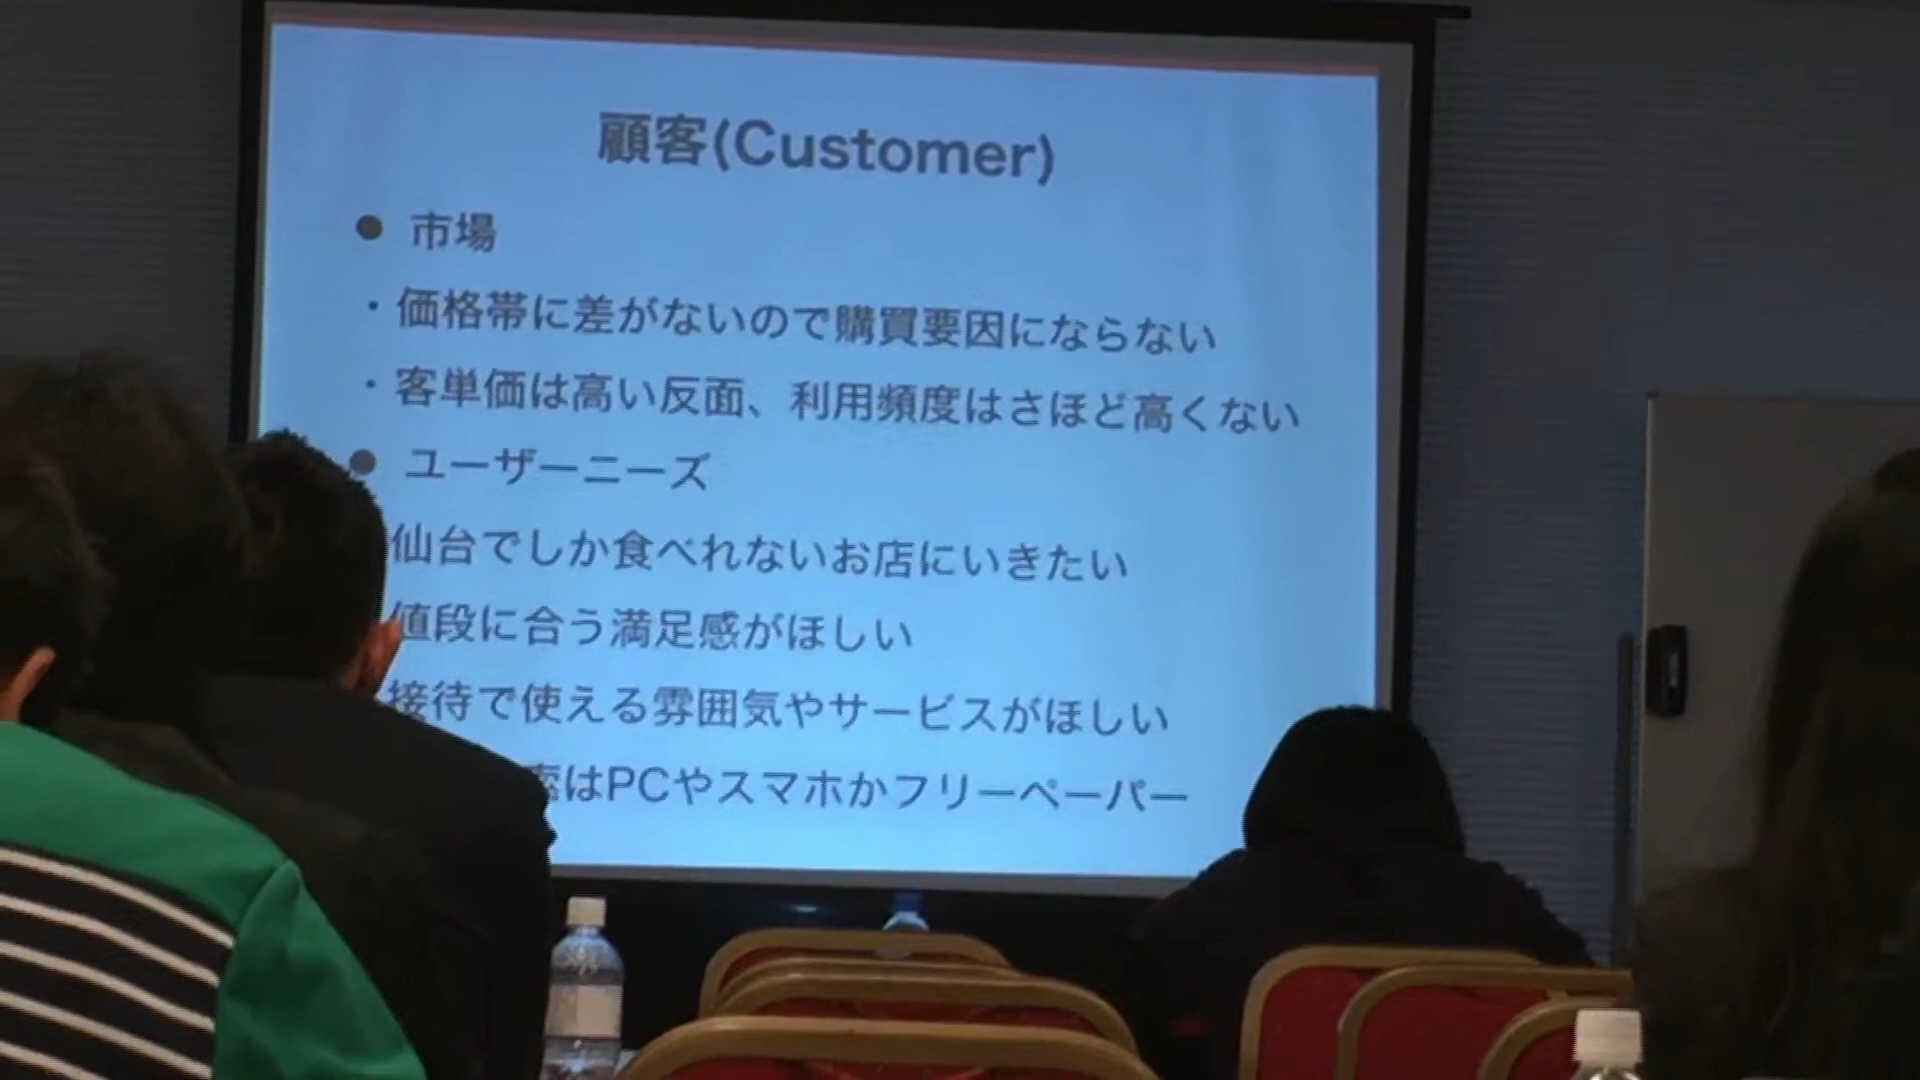 顧客(Customer)
● 市場
・価格帯に差がないので購買要因にならない
・客単価は高い反面、利用頻度はさほど高くない
● ユーザーニーズ
仙台でしか食べれないお店にいきたい
値段に合う満足感がほしい
接待で使える雰囲気やサービスがほしい
索はPCやスマホかフリーペーパー